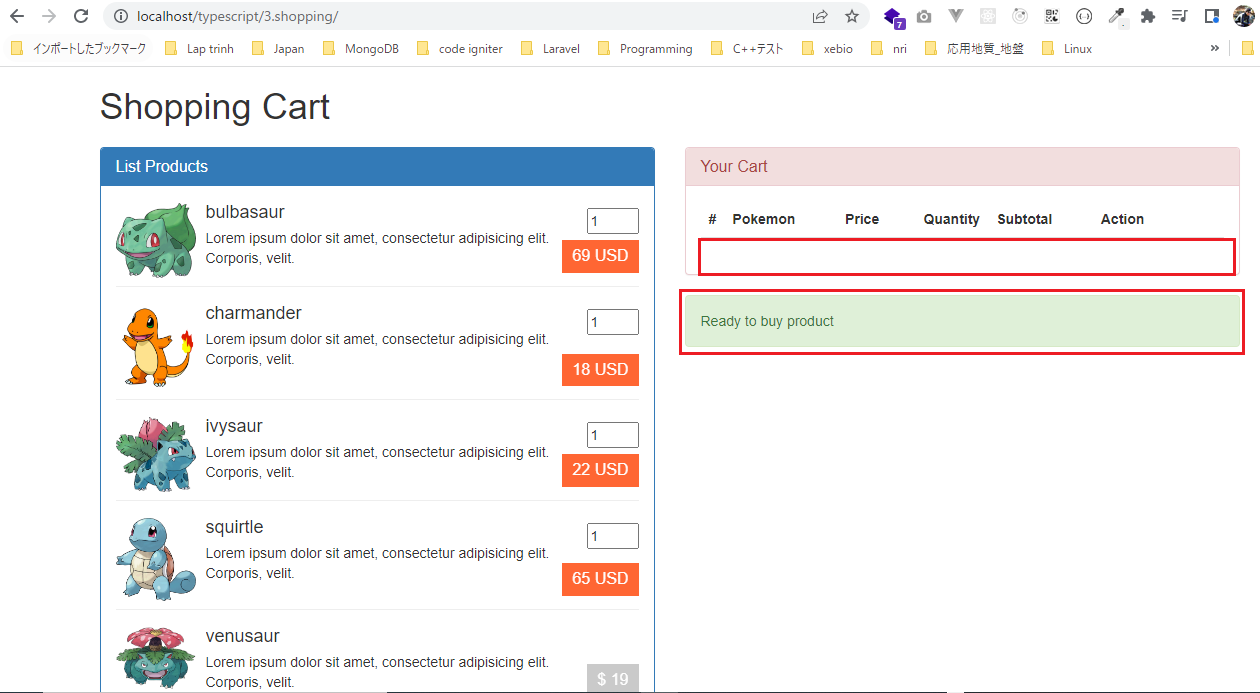 localhost/typescript/3.shopping/
7
インポートしたブックマーク
Lap trinh
Japan
MongoDB
code igniter
Laravel
Programming
C++テスト
xebio
nri
応用地質_地盤
Linux
»
Shopping Cart
List Products
bulbasaur
Lorem ipsum dolor sit amet, consectetur adipisicing elit.
Corporis, velit.
1
69 USD
charmander
Lorem ipsum dolor sit amet, consectetur adipisicing elit.
Corporis, velit.
1
18 USD
ivysaur
Lorem ipsum dolor sit amet, consectetur adipisicing elit.
Corporis, velit.
1
22 USD
squirtle
Lorem ipsum dolor sit amet, consectetur adipisicing elit.
Corporis, velit.
1
65 USD
venusaur
Lorem ipsum dolor sit amet, consectetur adipisicing elit.
Corporis, velit.
$ 19
Your Cart
# Pokemon Price Quantity Subtotal Action
Ready to buy product